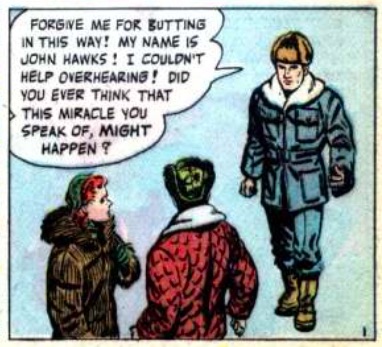 FORGIVE ME FOR BUTTING
IN THIS WAY! MY NAME IS
JOHN HAWKS! I COULDN'T
HELP OVERHEARING! DID
YOU EVER THINK THAT
THIS MIRACLE YOU
SPEAK OF, MIGHT
HAPPEN?
1